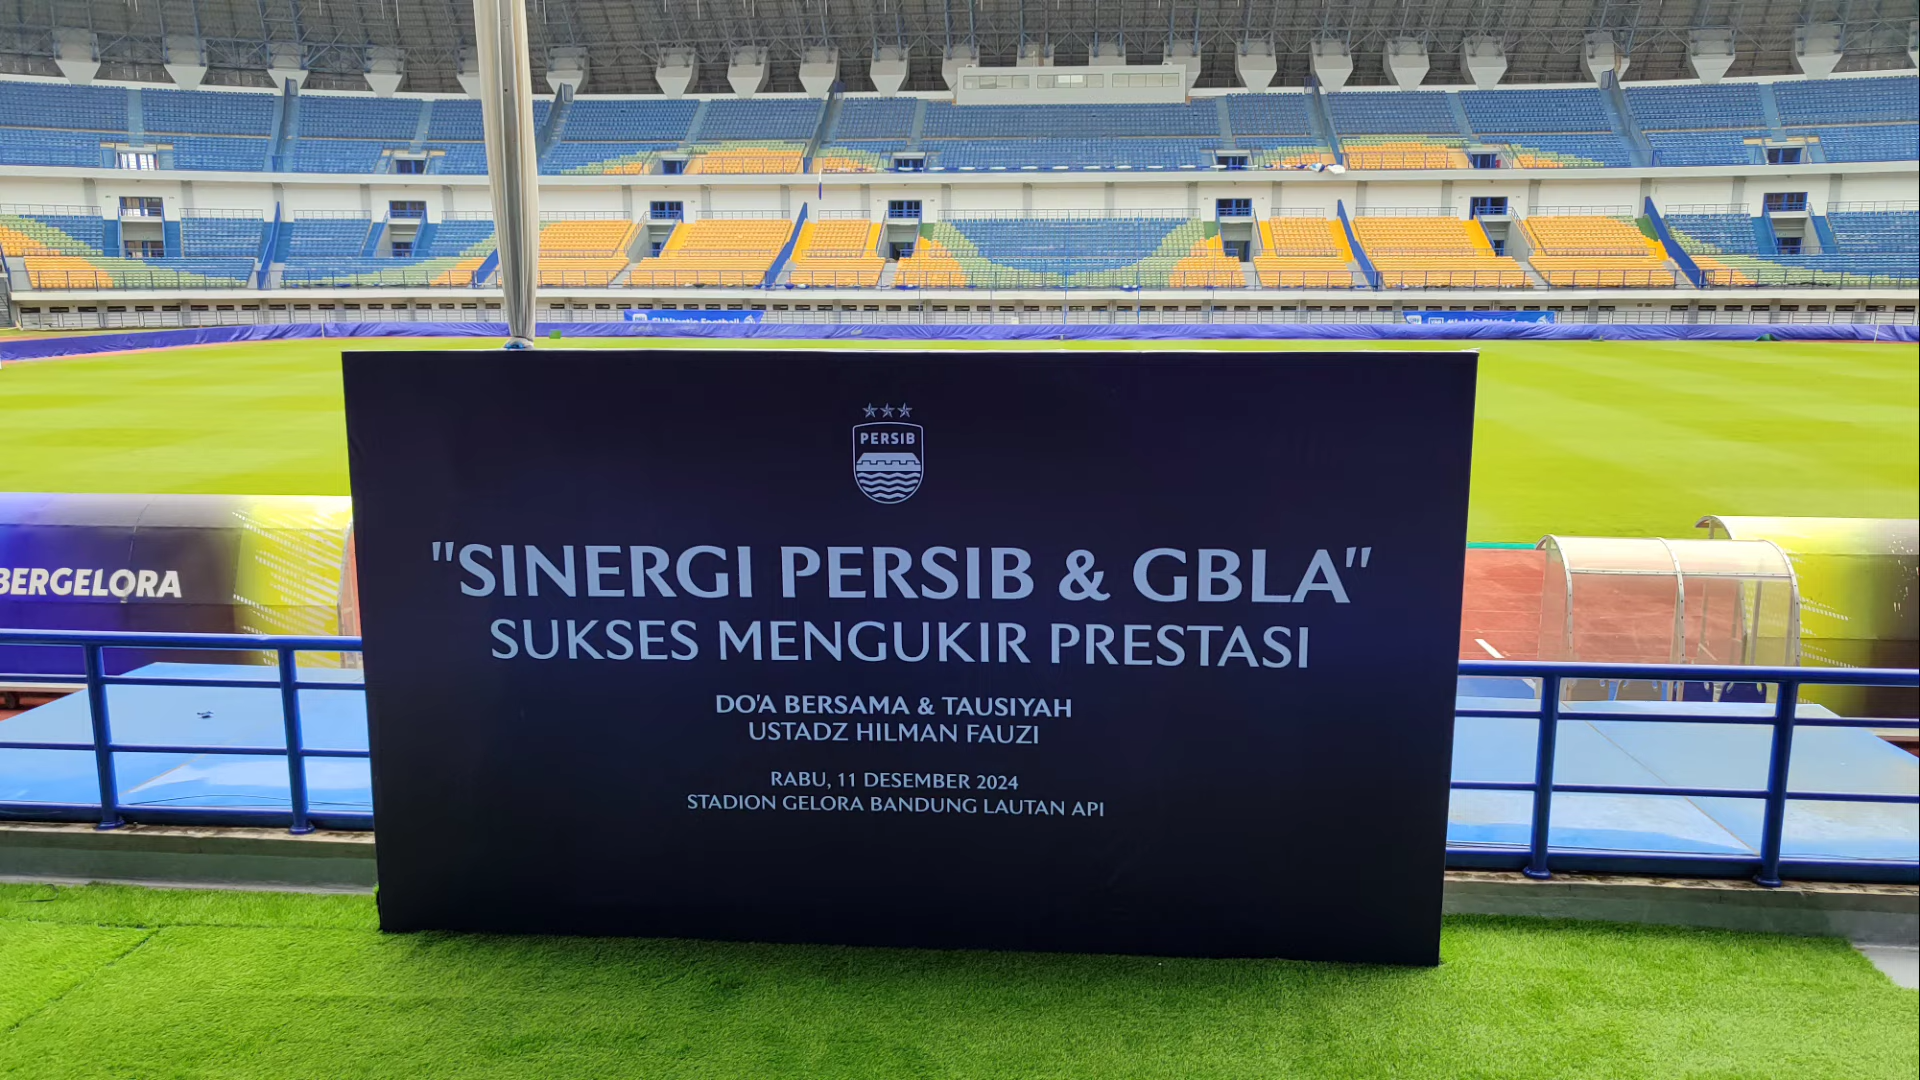 PERSIB
"SINERGI PERSIB & GBLA"
SUKSES MENGUKIR PRESTASI
DO'A BERSAMA & TAUSIYAH
USTADZ HILMAN FAUZI
RABU, 11 DESEMBER 2024
STADION GELORA BANDUNG LAUTAN API
BERGELORA
Football